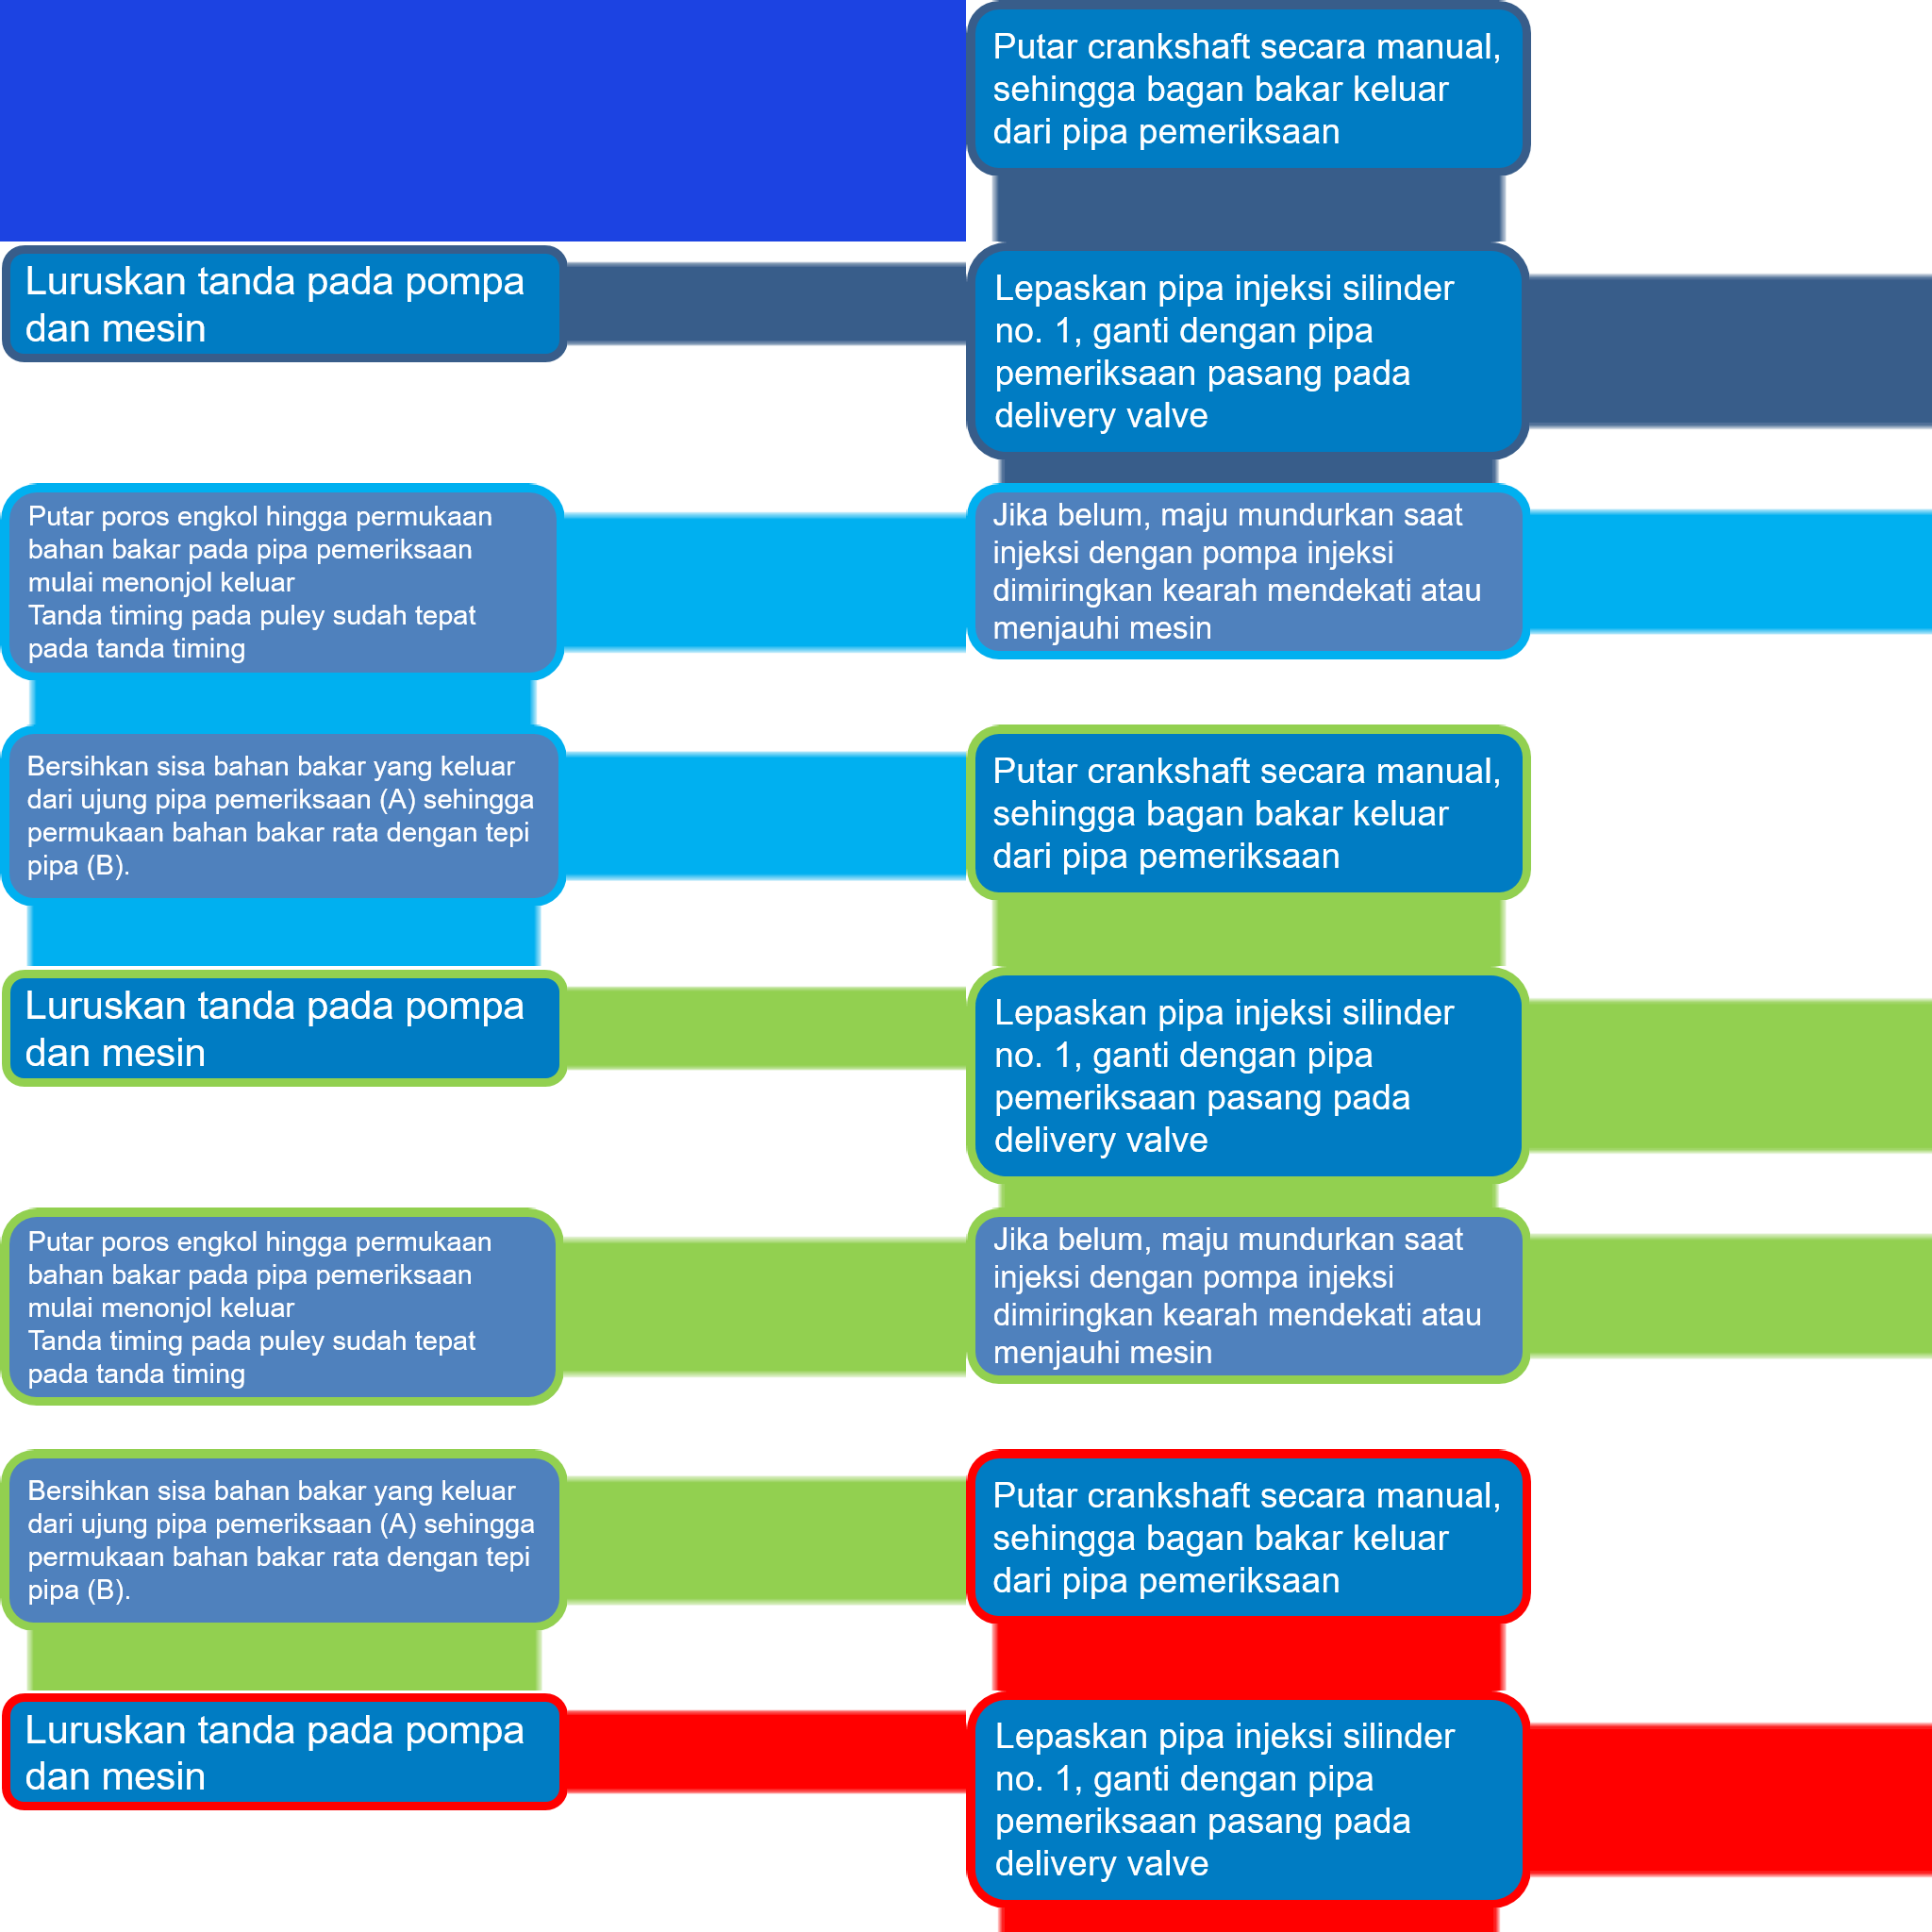 Putar crankshaft secara manual,
sehingga bagan bakar keluar
dari pipa pemeriksaan
Luruskan tanda pada pompa
dan mesin
Lepaskan pipa injeksi silinder
no. 1, ganti dengan pipa
pemeriksaan pasang pada
delivery valve
Putar poros engkol hingga permukaan
bahan bakar pada pipa pemeriksaan
mulai menonjol keluar
Tanda timing pada puley sudah tepat
pada tanda timing
Jika belum, maju mundurkan saat
injeksi dengan pompa injeksi
dimiringkan kearah mendekati atau
menjauhi mesin
Bersihkan sisa bahan bakar yang keluar
dari ujung pipa pemeriksaan (A) sehingga
permukaan bahan bakar rata dengan tepi
pipa (B).
Putar crankshaft secara manual,
sehingga bagan bakar keluar
dari pipa pemeriksaan
Luruskan tanda pada pompa
dan mesin
Lepaskan pipa injeksi silinder
no. 1, ganti dengan pipa
pemeriksaan pasang pada
delivery valve
Putar poros engkol hingga permukaan
bahan bakar pada pipa pemeriksaan
mulai menonjol keluar
Tanda timing pada puley sudah tepat
pada tanda timing
Jika belum, maju mundurkan saat
injeksi dengan pompa injeksi
dimiringkan kearah mendekati atau
menjauhi mesin
Bersihkan sisa bahan bakar yang keluar
dari ujung pipa pemeriksaan (A) sehingga
permukaan bahan bakar rata dengan tepi
pipa (B).
Putar crankshaft secara manual,
sehingga bagan bakar keluar
dari pipa pemeriksaan
Luruskan tanda pada pompa
dan mesin
Lepaskan pipa injeksi silinder
no. 1, ganti dengan pipa
pemeriksaan pasang pada
delivery valve